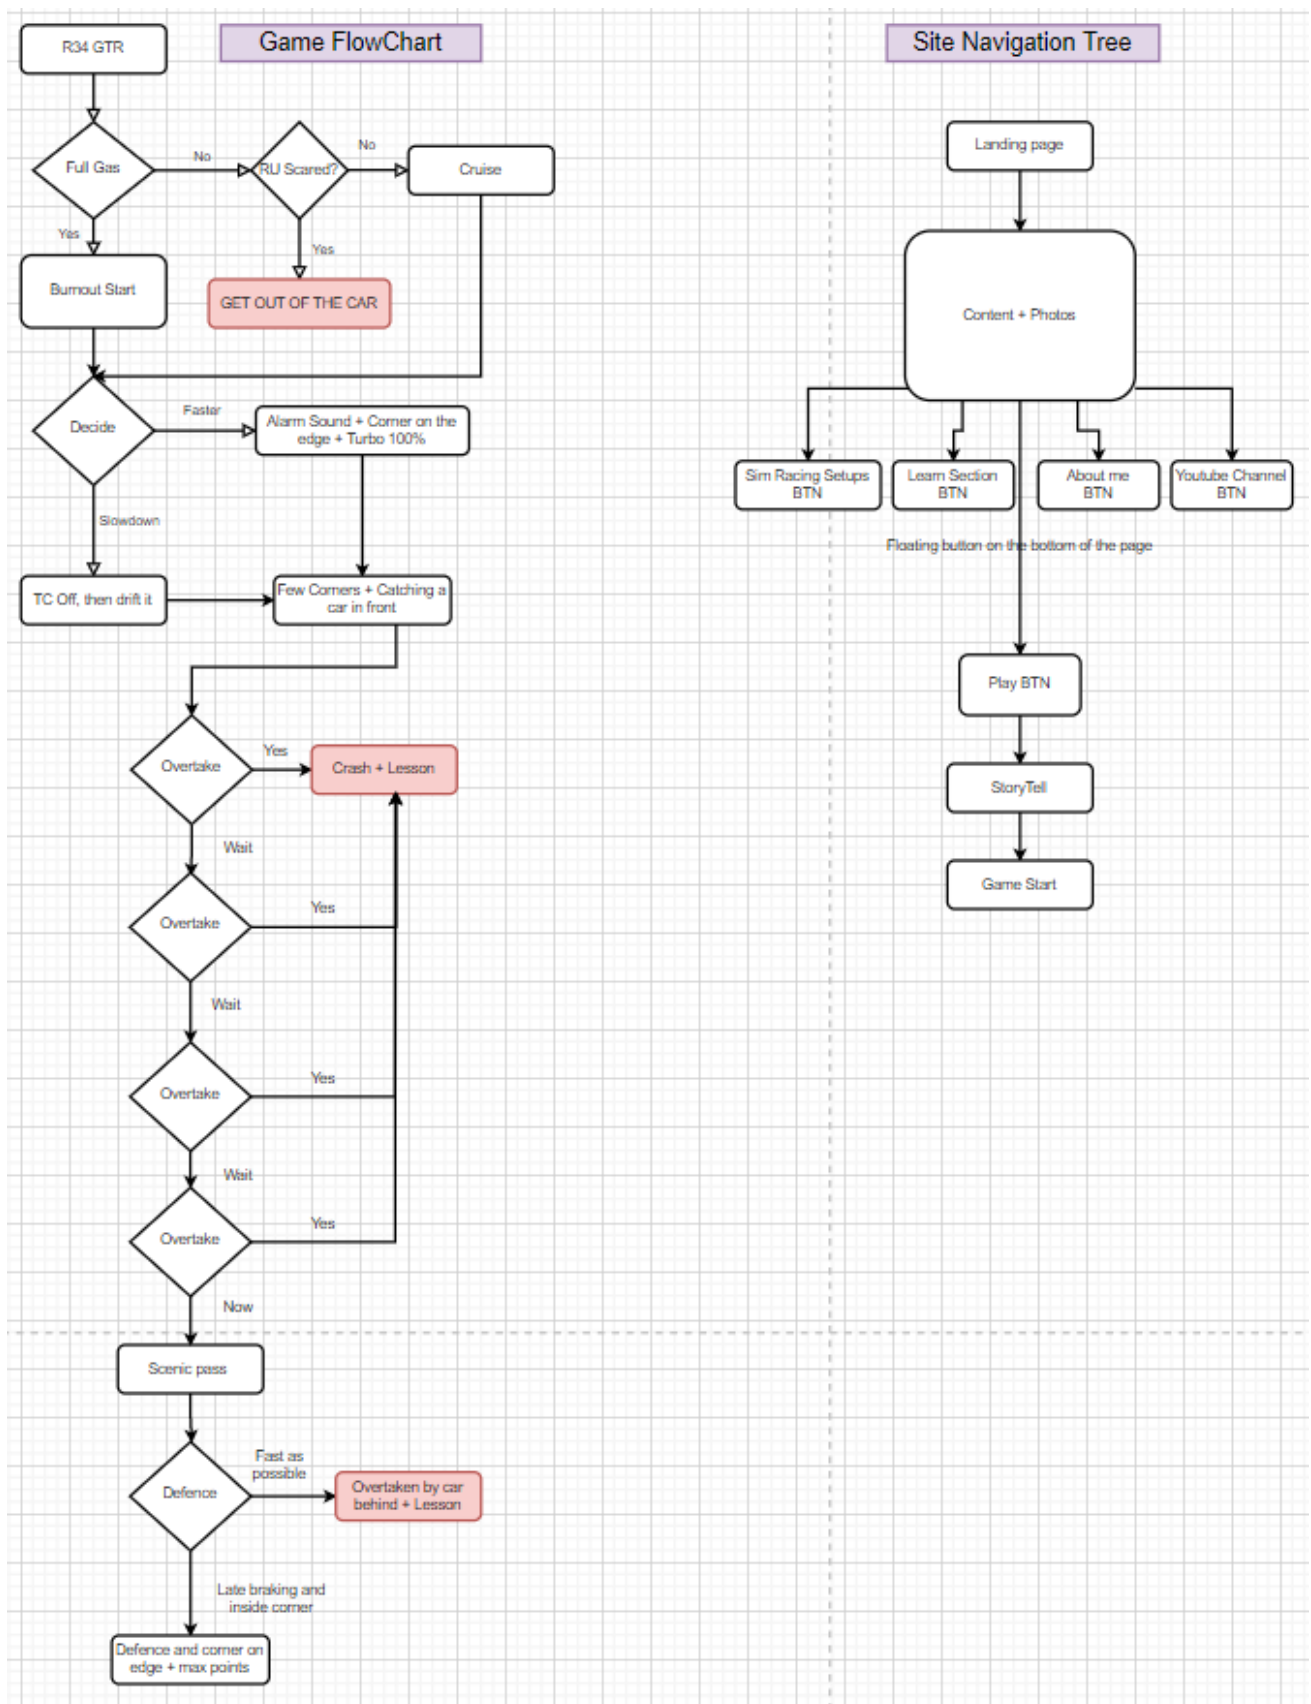 Game FlowChart
R34 GTR
Full Gas
No
RU Scared?
No
Cruise
Yes
Yes
Burnout Start
GET OUT OF THE CAR
Decide
Faster
Alarm Sound + Corner on the
edge + Turbo 100%
Slowdown
TC Off, then drift it
Few Corners + Catching a
car in front
Overtake
Yes
Crash + Lesson
Wait
Overtake
Yes
Wait
Overtake
Yes
Wait
Overtake
Yes
Now
Scenic pass
Defence
Fast as
possible
Overtaken by car
behind + Lesson
Late braking and
inside corner
Defence and corner on
edge + max points
Site Navigation Tree
Landing page
Content + Photos
Sim Racing Setups
BTN
Learn Section
BTN
About me
BTN
Youtube Channel
BTN
Floating button on the bottom of the page
Play BTN
StoryTell
Game Start